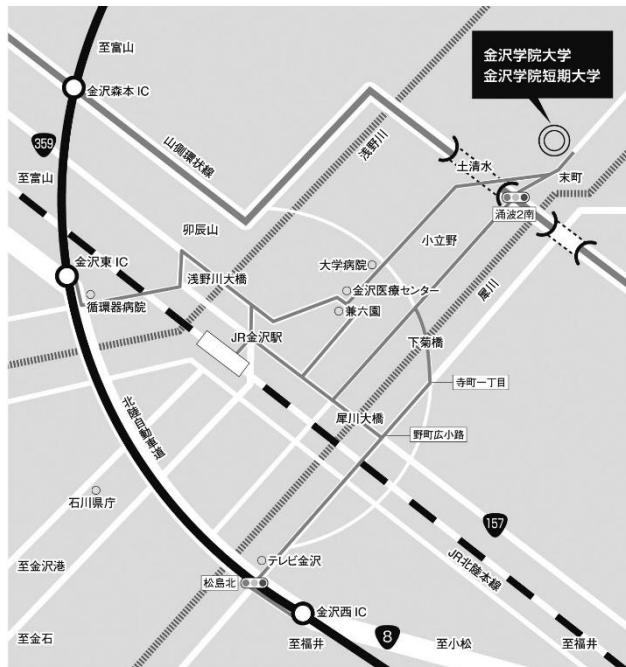 至富山
金沢学院大学
金沢学院短期大学
金沢森本IC
359
山側環状線
浅野川
土清水
末町
至富山
涌波2南
卯辰山
小立野
大学病院
金沢東IC
浅野川大橋
金沢医療センター
循環器病院
兼六園
犀川
JR金沢駅
下菊橋
寺町一丁目
北陸自動車道
犀川大橋
野町広小路
石川県庁
157
JR北陸本線
至金沢港
テレビ金沢
松島北
金沢西IC
至金石
至福井
8
至小松
至福井